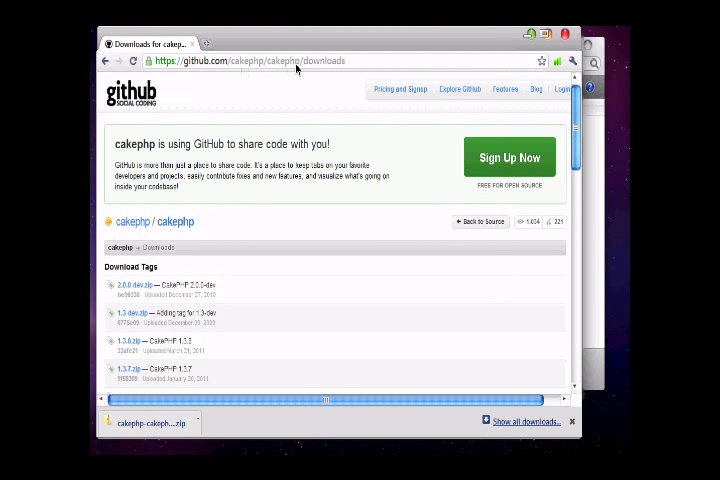 Downloads for cakep...
https://github.com/cakephp/cakephp/downloads
github
SOCIAL CODING
Pricing and Signup Explore GitHub Features Blog Login
cakephp is using GitHub to share code with you!
GitHub is more than just a place to share code. It's a place to keep tabs on your favorite
developers and projects, easily contribute fixes and new features, and visualize what's going on
inside your codebase!
Sign Up Now
FREE FOR OPEN SOURCE
cakephp / cakephp
Back to Source 1,034 221
cakephp → Downloads
Download Tags
2.0.0 dev.zip — CakePHP 2.0.0-dev
Uploaded December 27, 2010
1.3 dev.zip — Adding tag for 1.3-dev
Uploaded December 09, 2009
1.3.8.zip — CakePHP 1.3.8
Uploaded March 21, 2011
1.3.7.zip — CakePHP 1.3.7
Uploaded January 20, 2011
cakephp-cakeph....zip
Show all downloads...